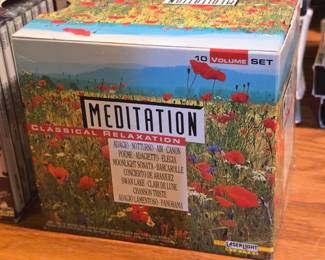 10 VOLUME SET
MEDITATION
CLASSICAL RELAXATION
ADAGIO · NOTTURNO · AIR · CANON
POEME · ADAGIETTO · ELEGIA
MOONLIGHT SONATA · BARCAROLLE
CONCIERTO DE ARANJUEZ
SWAN LAKE · CLAIR DE LUNE
CHANSON TRISTE
ADAGIO LAMENTOSO · PANORAMA
LASERLIGHT